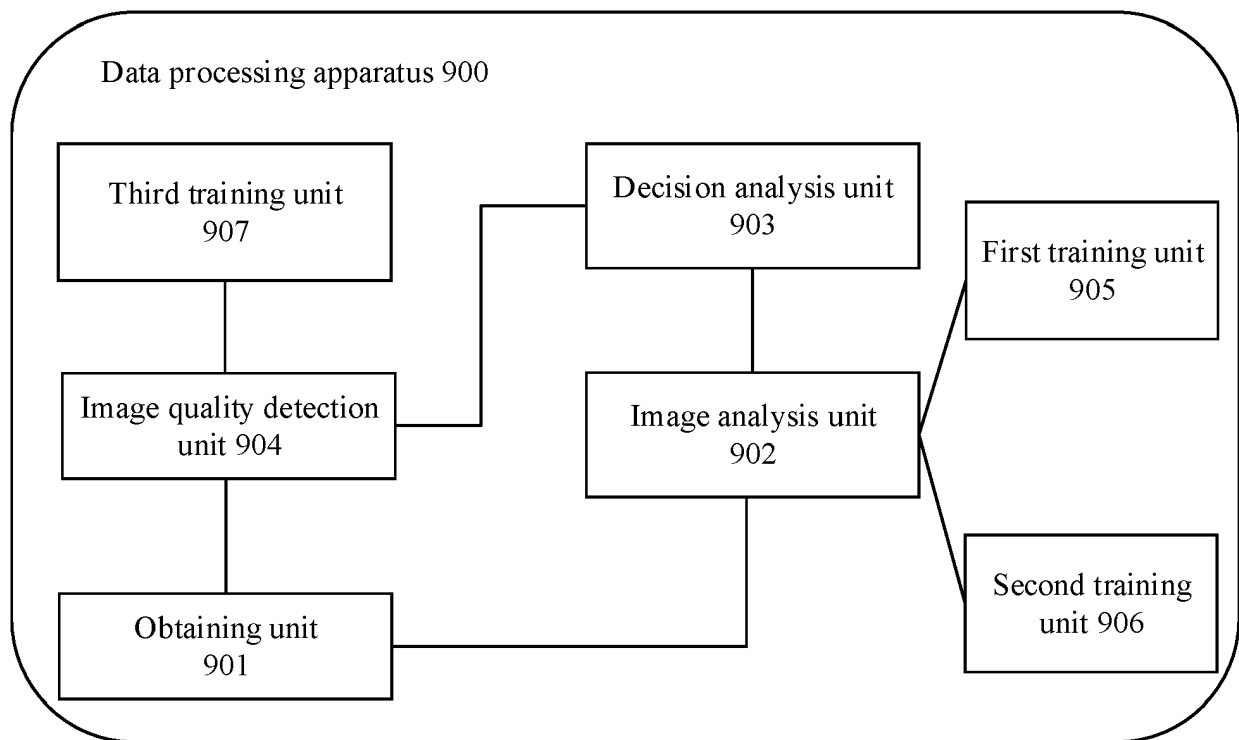 Data processing apparatus 900
Third training unit
907
Decision analysis unit
903
First training unit
905
Image quality detection
unit 904
Image analysis unit
902
Obtaining unit
901
Second training
unit 906